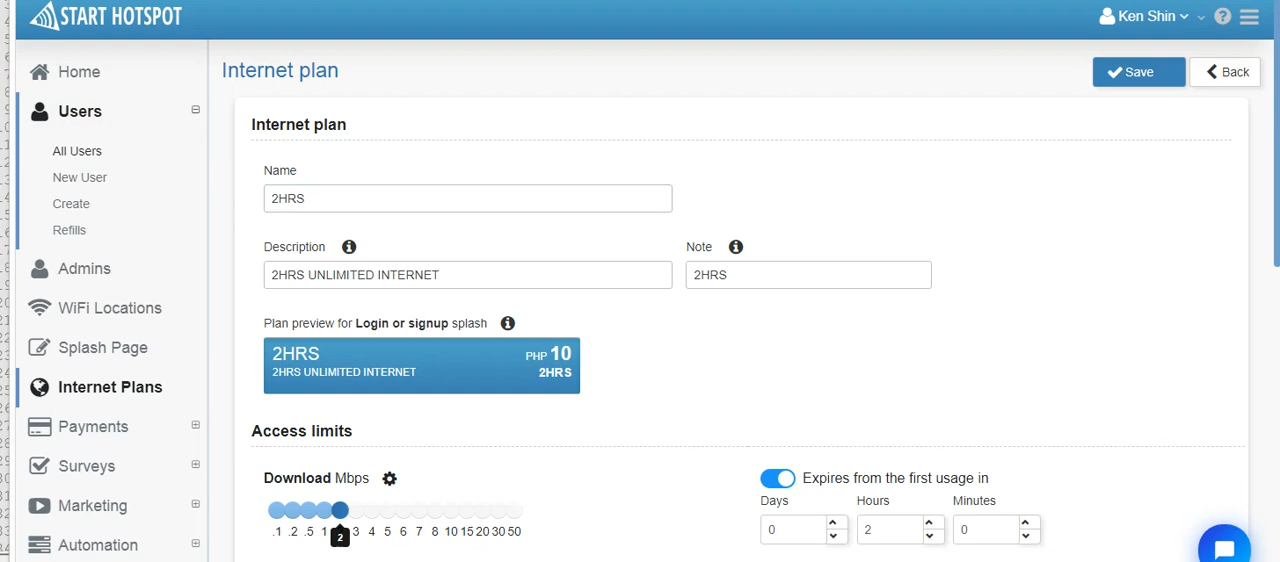 START HOTSPOT
Ken Shin
Home
Users
All Users
New User
Create
Refills
Admins
WiFi Locations
Splash Page
Internet Plans
Payments
Surveys
Marketing
Automation
Internet plan
Save
Back
Internet plan
Name
2HRS
Description
Note
2HRS UNLIMITED INTERNET
2HRS
Plan preview for Login or signup splash
2HRS
PHP 10
2HRS UNLIMITED INTERNET
2HRS
Access limits
Download Mbps
.1 .2 .5 1 2 3 4 5 6 7 8 10 15 20 30 50
Expires from the first usage in
Days
Hours
Minutes
0
2
0